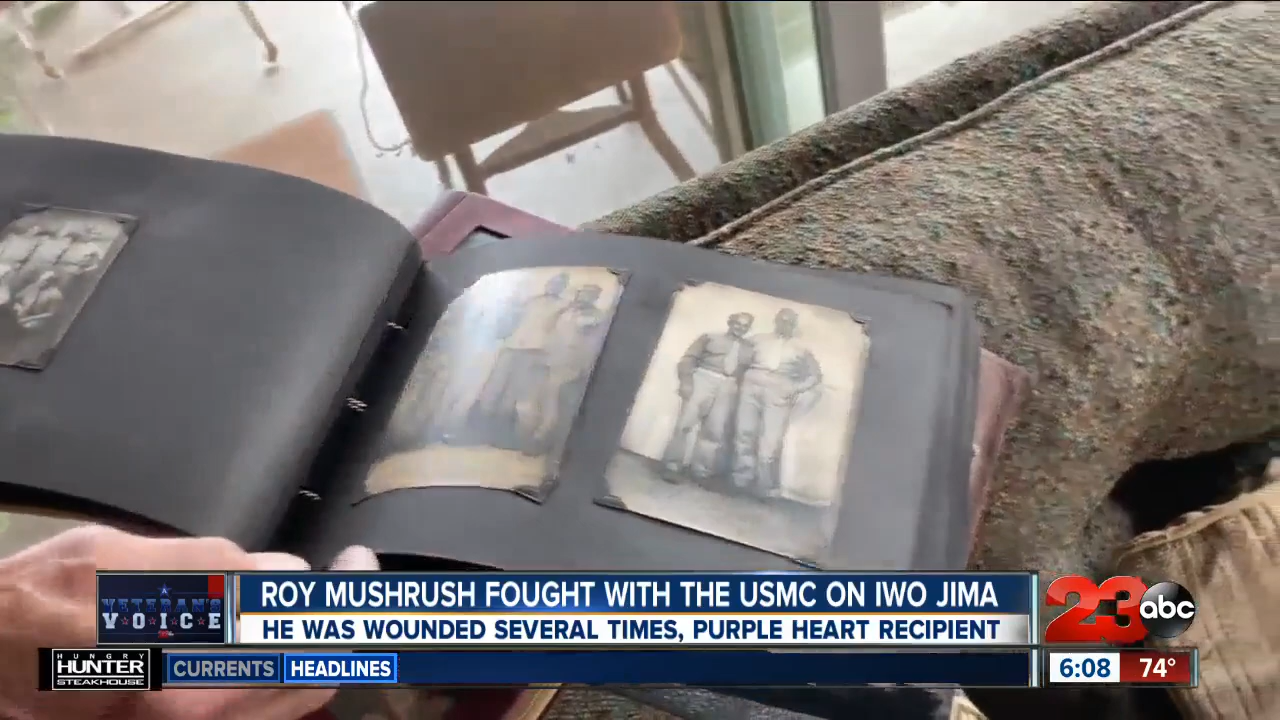 ROY MUSHRUSH FOUGHT WITH THE USMC ON IWO JIMA
HE WAS WOUNDED SEVERAL TIMES, PURPLE HEART RECIPIENT
VETERAN'S
VOICE
23 abc
HUNGRY
HUNTER
STEAKHOUSE
CURRENTS
HEADLINES
6:08
74°